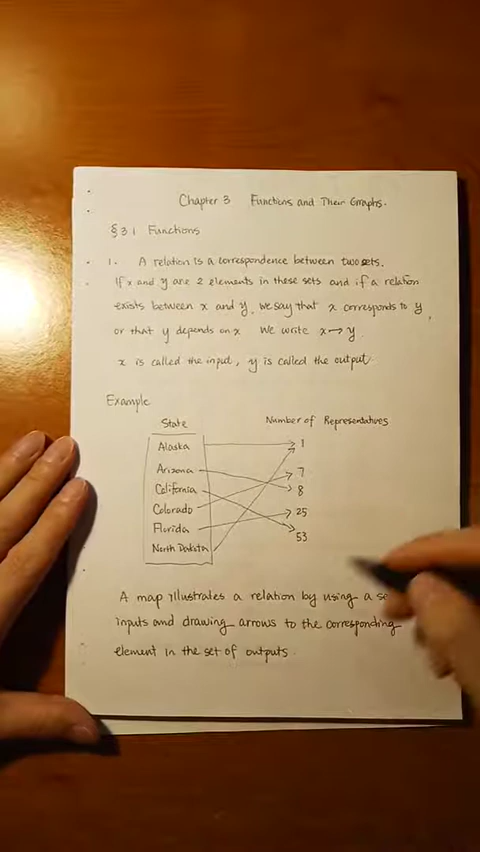 Chapter 3 Functions and Their Graphs.
§3.1 Functions
1. A relation is a correspondence between two sets.
If x and y are 2 elements in these sets and if a relation
exists between x and y, we say that x corresponds to y,
or that y depends on x We write x→y.
x is called the input, y is called the output.
Example
State Number of Representatives
Alaska 1
Arizona 7
California 8
Colorado 25
Florida 53
North Dakota
A map illustrates a relation by using a
inputs and drawing arrows to the corresponding
element in the set of outputs.